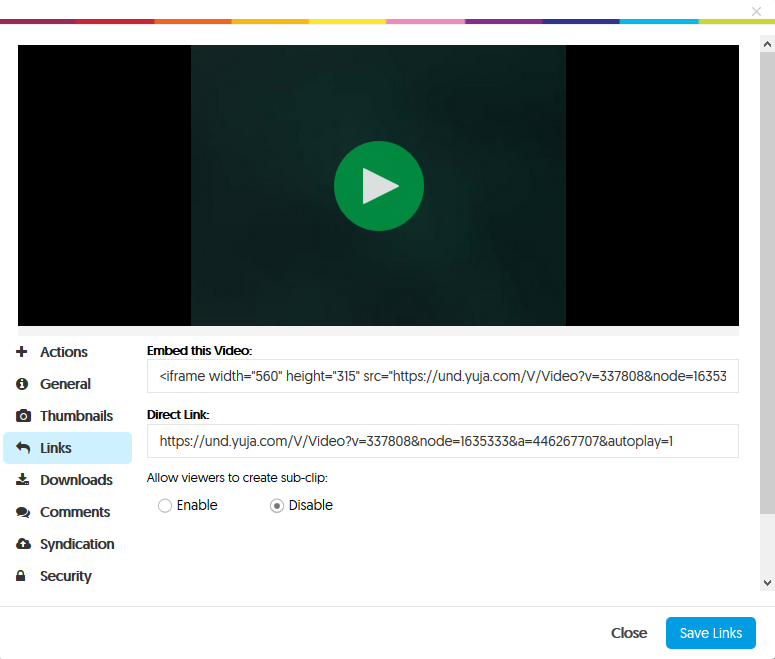 Actions
General
Thumbnails
Links
Downloads
Comments
Syndication
Security
Embed this Video:
<iframe width="560" height="315" src="https://und.yuja.com/V/Video?v=337808&node=16353
Direct Link:
https://und.yuja.com/V/Video?v=337808&node=1635333&a=446267707&autoplay=1
Allow viewers to create sub-clip:
Enable Disable
Close Save Links